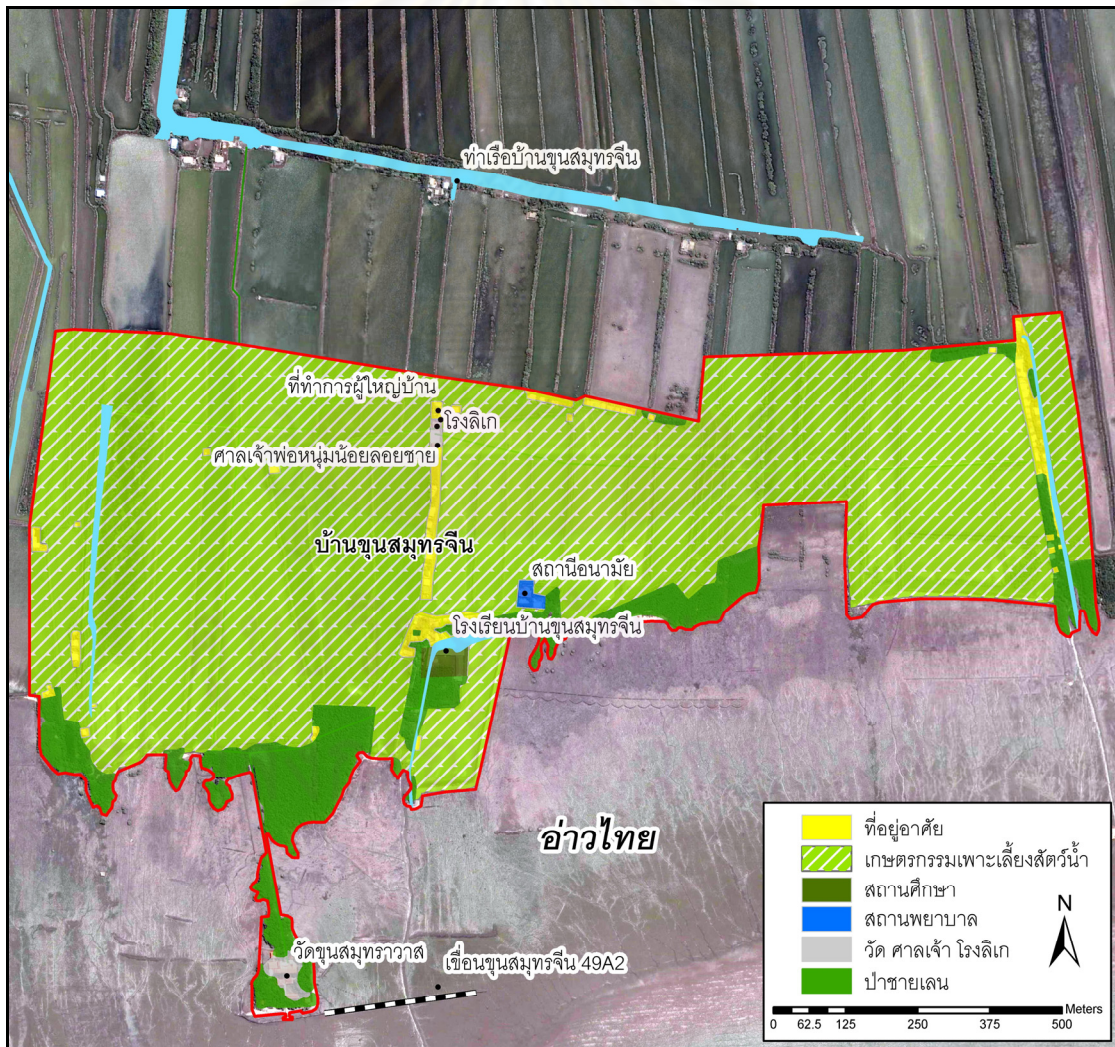 ท่าเรือบ้านขุนสมุทรจีน
ที่ทำการผู้ใหญ่บ้าน
โรงลิเก
ศาลเจ้าพ่อหนุ่มน้อยลอยชาย
บ้านขุนสมุทรจีน
สถานีอนามัย
โรงเรียนบ้านขุนสมุทรจีน
อ่าวไทย
วัดขุนสมุทราวาส
เขื่อนขุนสมุทรจีน 49A2
ที่อยู่อาศัย
เกษตรกรรมเพาะเลี้ยงสัตว์น้ำ
สถานศึกษา
สถานพยาบาล
วัด ศาลเจ้า โรงลิเก
ป่าชายเลน
N
Meters
0 62.5 125 250 375 500